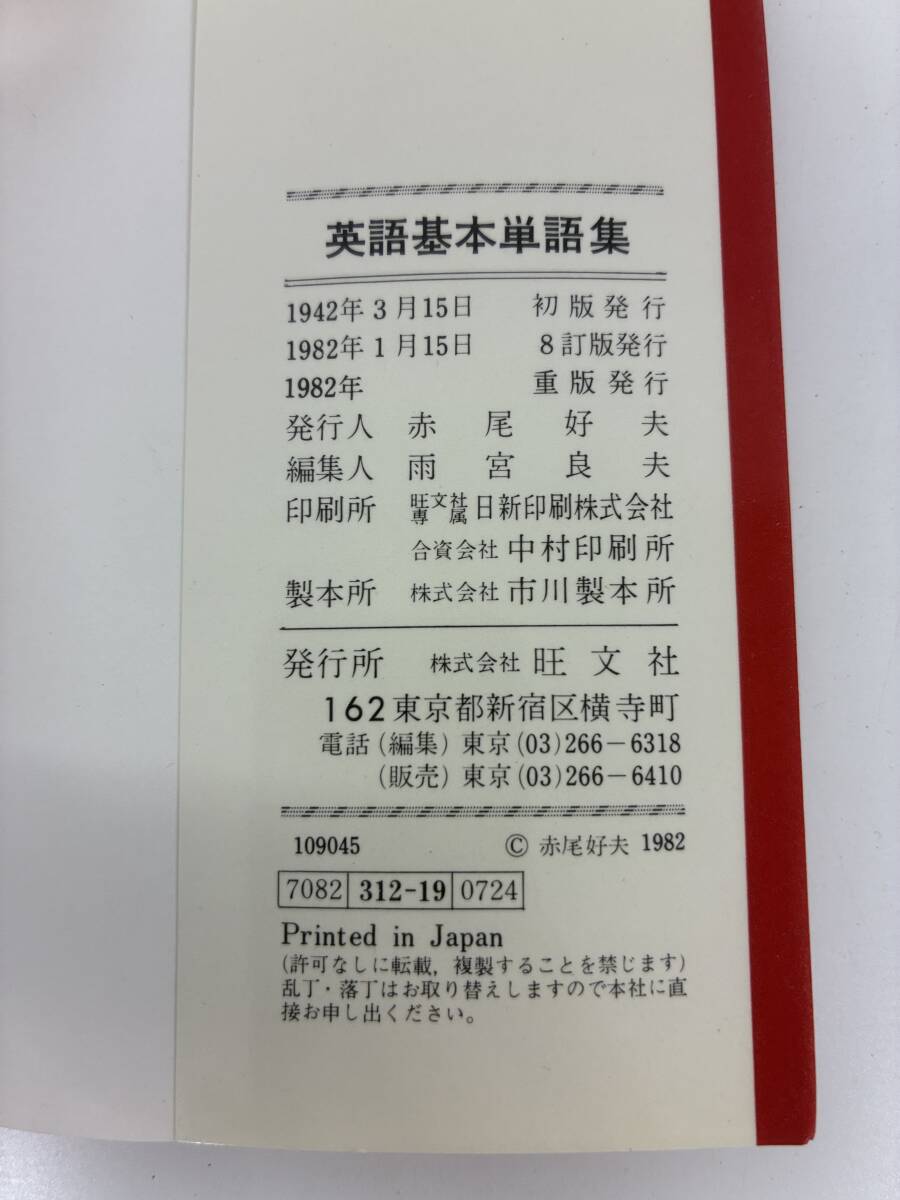 英語基本単語集
1942年3月15日 初版発行
1982年1月15日 8訂版発行
1982年 重版発行
発行人 赤尾好夫
編集人 雨宮良夫
印刷所 旺文社専属 日新印刷株式会社
合資会社 中村印刷所
製本所 株式会社 市川製本所
発行所 株式会社 旺文社
162東京都新宿区横寺町
電話(編集)東京(03)266-6318
(販売)東京(03)266-6410
109045 © 赤尾好夫 1982
7082 312-19 0724
Printed in Japan
(許可なしに転載,複製することを禁じます)
乱丁・落丁はお取り替えしますので本社に直
接お申し出ください。